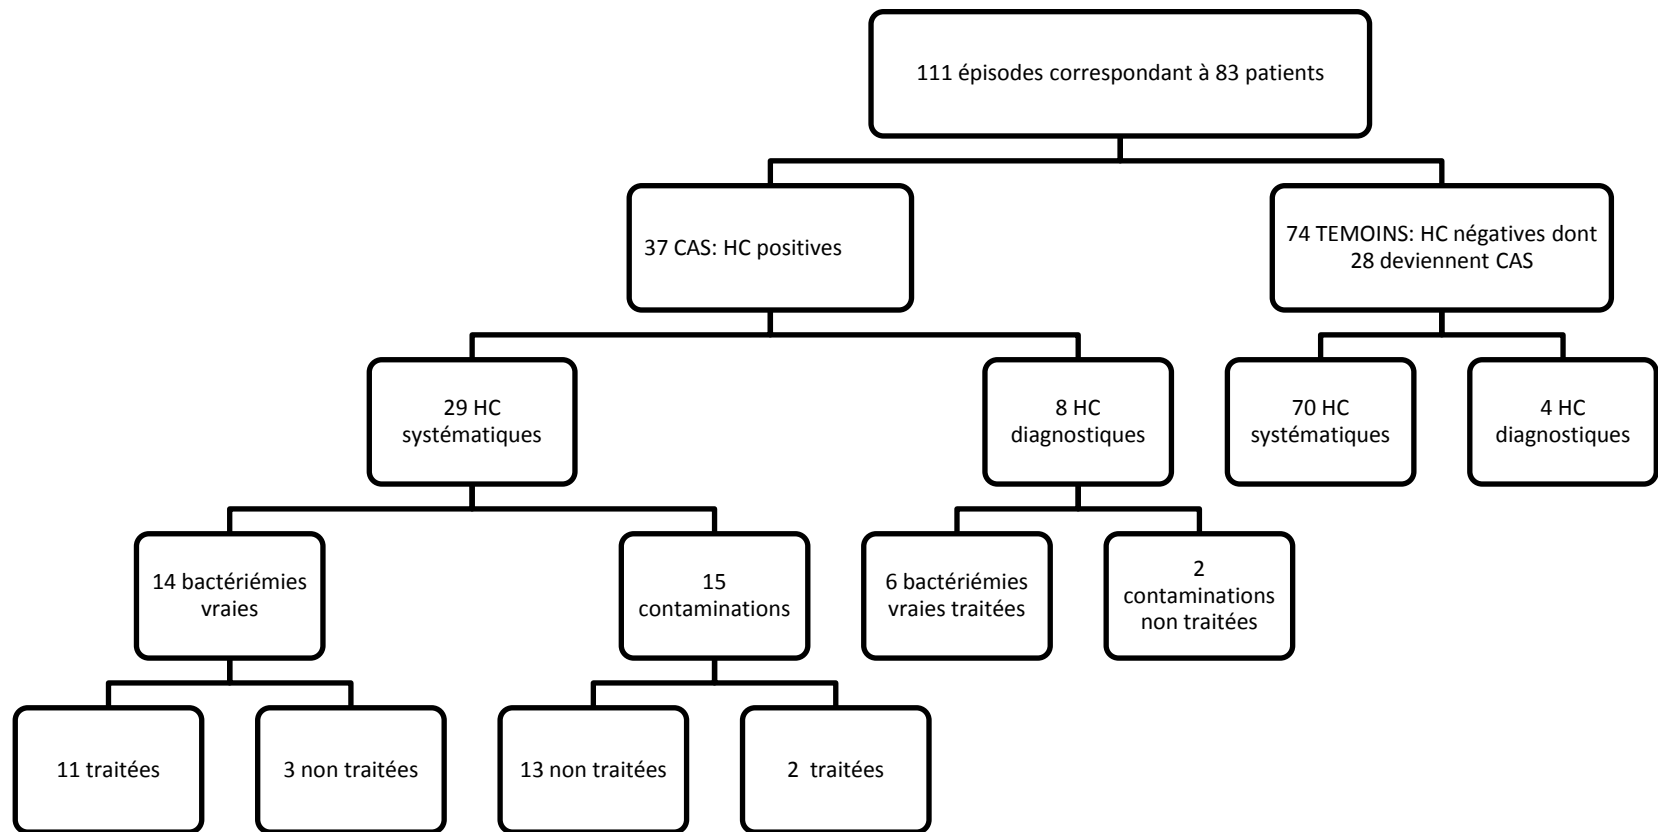 111 épisodes correspondant à 83 patients
37 CAS: HC positives
74 TEMOINS: HC négatives dont
28 deviennent CAS
29 HC
systématiques
8 HC
diagnostiques
70 HC
systématiques
4 HC
diagnostiques
14 bactériémies
vraies
15
contaminations
6 bactériémies
vraies traitées
2
contaminations
non traitées
11 traitées
3 non traitées
13 non traitées
2 traitées